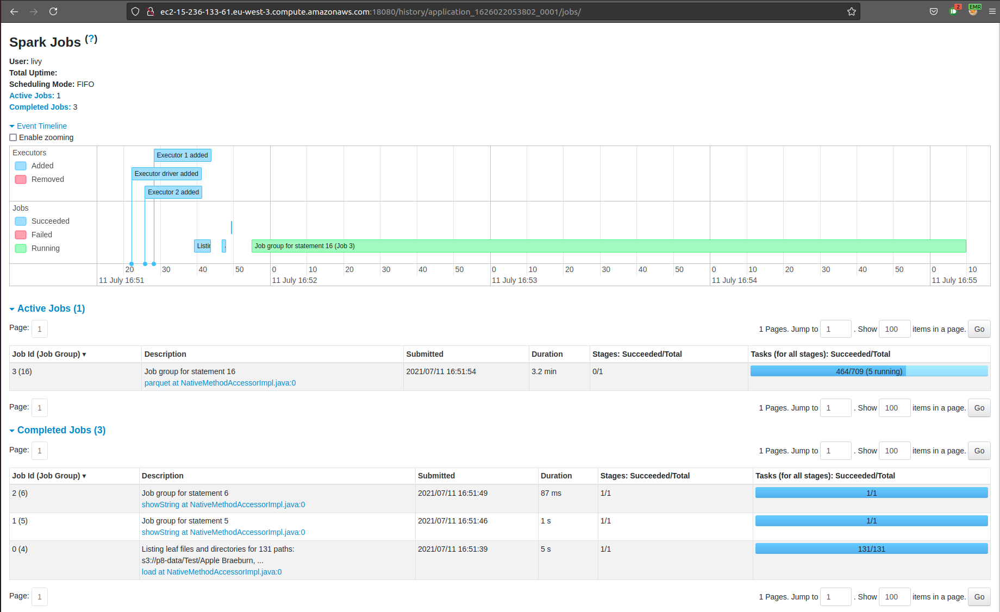 ec2-15-236-133-61.eu-west-3.compute.amazonaws.com:18080/history/application_1626022053802_0001/jobs/
2
EMR
Spark Jobs (?)
User: livy
Total Uptime:
Scheduling Mode: FIFO
Active Jobs: 1
Completed Jobs: 3
Event Timeline
Enable zooming
Executors
Added
Removed
Executor 1 added
Executor driver added
Executor 2 added
Jobs
Succeeded
Failed
Running
Listin
Job group for statement 16 (Job 3)
20 30 40 50 0 10 20 30 40 50 0 10 20 30 40 50 0 10 20 30 40 50 0 10
11 July 16:51 11 July 16:52 11 July 16:53 11 July 16:54 11 July 16:55
Active Jobs (1)
Page: 1 1 Pages. Jump to 1 . Show 100 items in a page. Go
Job Id (Job Group) ▾ Description Submitted Duration Stages: Succeeded/Total Tasks (for all stages): Succeeded/Total
3 (16) Job group for statement 16 2021/07/11 16:51:54 3.2 min 0/1 464/709 (5 running)
parquet at NativeMethodAccessorImpl.java:0
Page: 1 1 Pages. Jump to 1 . Show 100 items in a page. Go
Completed Jobs (3)
Page: 1 1 Pages. Jump to 1 . Show 100 items in a page. Go
Job Id (Job Group) ▾ Description Submitted Duration Stages: Succeeded/Total Tasks (for all stages): Succeeded/Total
2 (6) Job group for statement 6 2021/07/11 16:51:49 87 ms 1/1 1/1
showString at NativeMethodAccessorImpl.java:0
1 (5) Job group for statement 5 2021/07/11 16:51:46 1 s 1/1 1/1
showString at NativeMethodAccessorImpl.java:0
0 (4) Listing leaf files and directories for 131 paths: 2021/07/11 16:51:39 5 s 1/1 131/131
s3://p8-data/Test/Apple Braeburn, ...
load at NativeMethodAccessorImpl.java:0
Page: 1 1 Pages. Jump to 1 . Show 100 items in a page. Go